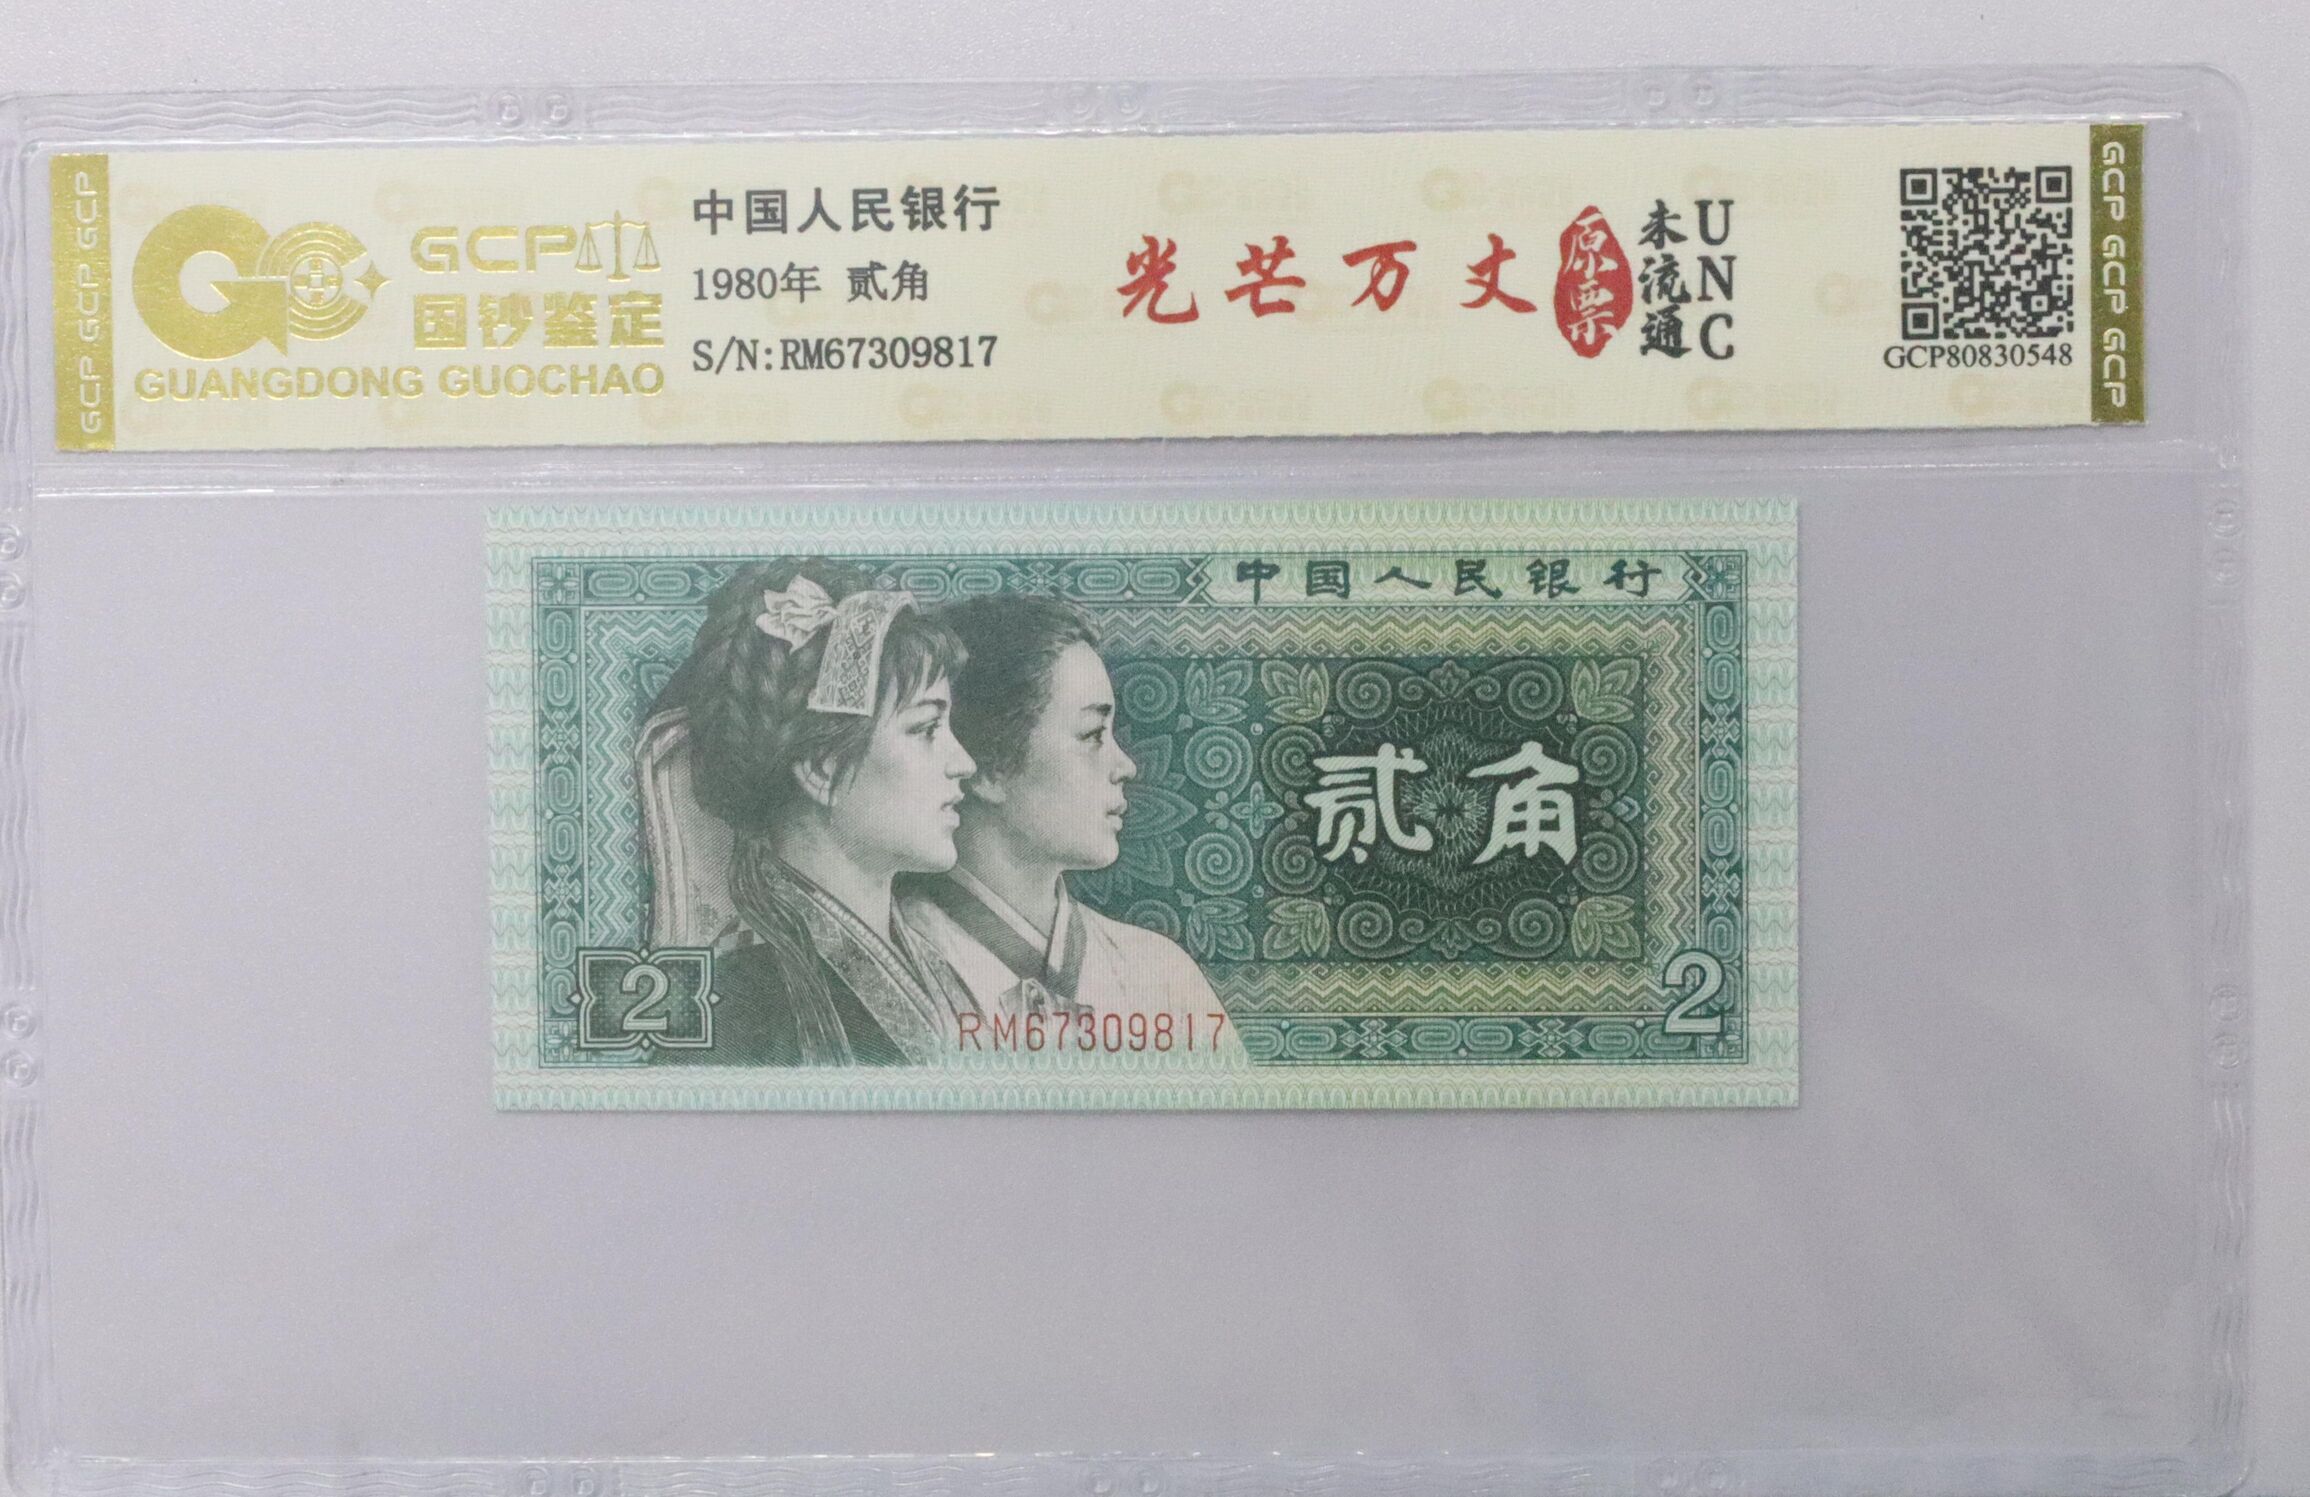 GCP GCP GCP
GCP
国钞鉴定
GUANGDONG GUOCHAO
中国人民银行
1980年 贰角
S/N:RM67309817
光芒万丈
原票
未流通
UNC
GCP80830548
GCP GCP GCP GCP
中国人民银行
贰角
2
RM67309817
2